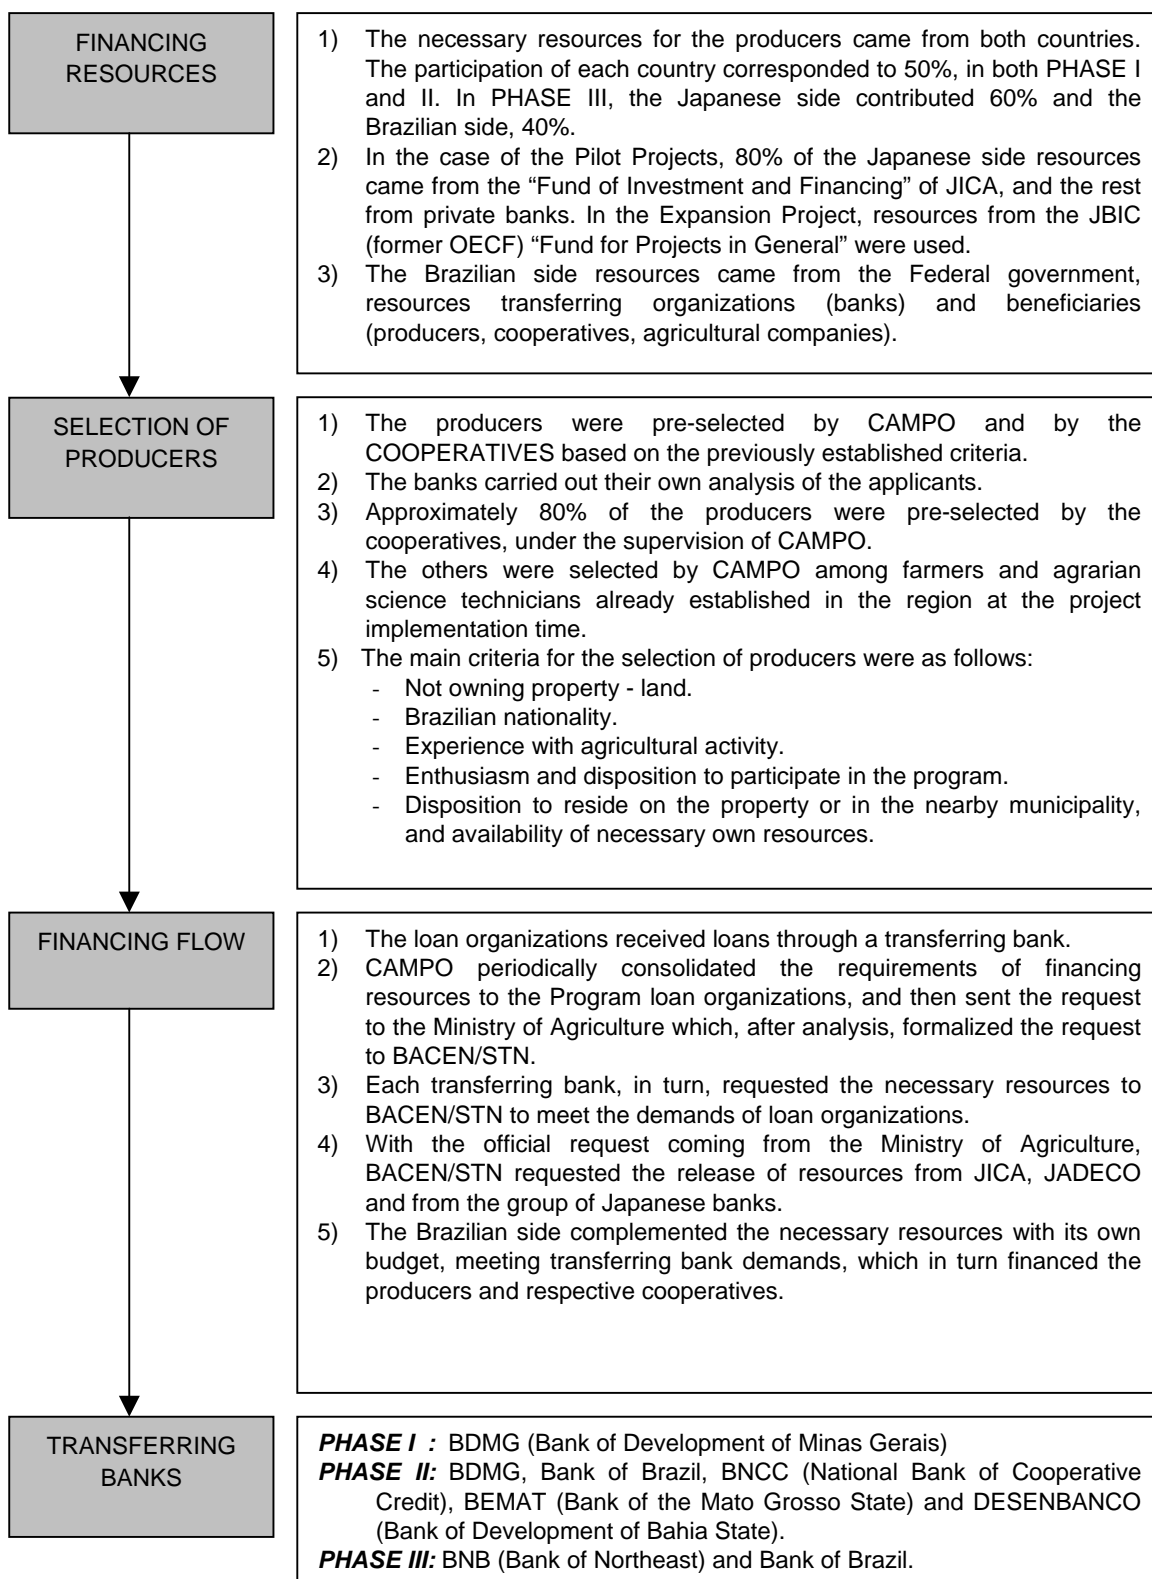 FINANCING
RESOURCES
1) The necessary resources for the producers came from both countries.
The participation of each country corresponded to 50%, in both PHASE I
and II. In PHASE III, the Japanese side contributed 60% and the
Brazilian side, 40%.
2) In the case of the Pilot Projects, 80% of the Japanese side resources
came from the “Fund of Investment and Financing” of JICA, and the rest
from private banks. In the Expansion Project, resources from the JBIC
(former OECF) “Fund for Projects in General” were used.
3) The Brazilian side resources came from the Federal government,
resources transferring organizations (banks) and beneficiaries
(producers, cooperatives, agricultural companies).
SELECTION OF
PRODUCERS
1) The producers were pre-selected by CAMPO and by the
COOPERATIVES based on the previously established criteria.
2) The banks carried out their own analysis of the applicants.
3) Approximately 80% of the producers were pre-selected by the
cooperatives, under the supervision of CAMPO.
4) The others were selected by CAMPO among farmers and agrarian
science technicians already established in the region at the project
implementation time.
5) The main criteria for the selection of producers were as follows:
- Not owning property - land.
- Brazilian nationality.
- Experience with agricultural activity.
- Enthusiasm and disposition to participate in the program.
- Disposition to reside on the property or in the nearby municipality,
and availability of necessary own resources.
FINANCING FLOW
1) The loan organizations received loans through a transferring bank.
2) CAMPO periodically consolidated the requirements of financing
resources to the Program loan organizations, and then sent the request
to the Ministry of Agriculture which, after analysis, formalized the request
to BACEN/STN.
3) Each transferring bank, in turn, requested the necessary resources to
BACEN/STN to meet the demands of loan organizations.
4) With the official request coming from the Ministry of Agriculture,
BACEN/STN requested the release of resources from JICA, JADECO
and from the group of Japanese banks.
5) The Brazilian side complemented the necessary resources with its own
budget, meeting transferring bank demands, which in turn financed the
producers and respective cooperatives.
TRANSFERRING
BANKS
PHASE I : BDMG (Bank of Development of Minas Gerais)
PHASE II: BDMG, Bank of Brazil, BNCC (National Bank of Cooperative
Credit), BEMAT (Bank of the Mato Grosso State) and DESENBANCO
(Bank of Development of Bahia State).
PHASE III: BNB (Bank of Northeast) and Bank of Brazil.